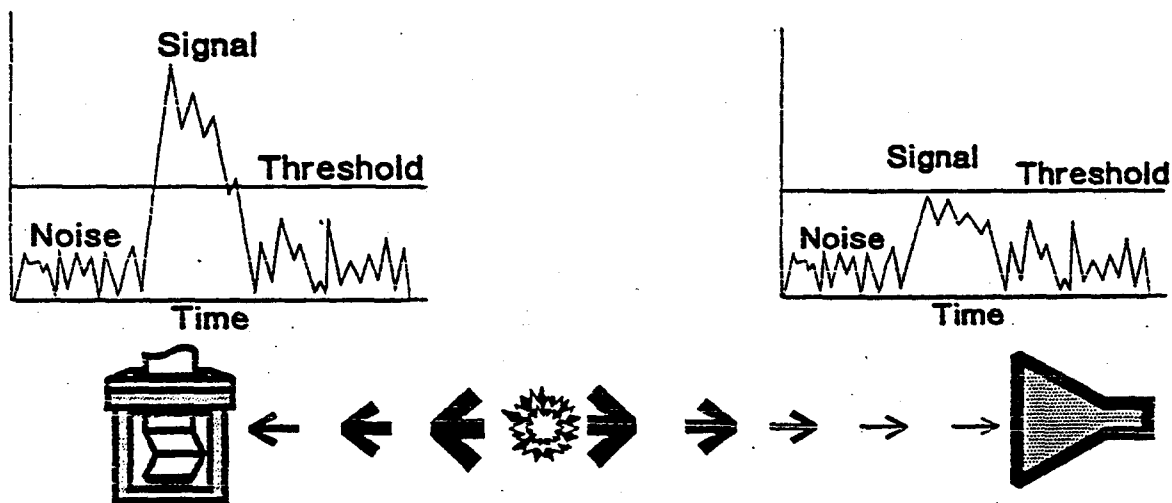 Signal
Threshold
Noise
Time
Signal
Threshold
Noise
Time